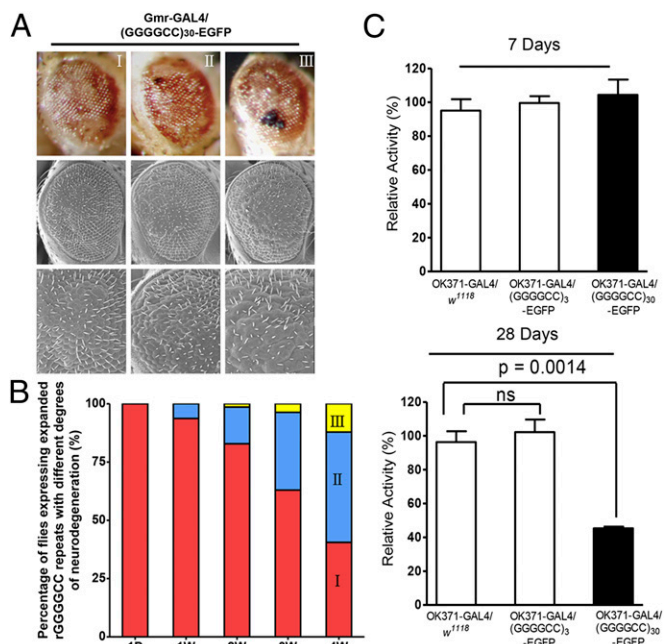 A
Gmr-GAL4/
(GGGGCC)30-EGFP
I
II
III
B
Percentage of flies expressing expanded
rGGGGCC repeats with different degrees
of neurodegeneration (%)
100
75
50
25
0
III
II
I
C
7 Days
Relative Activity (%)
140
120
100
80
60
40
20
0
OK371-GAL4/
w1118
OK371-GAL4/
(GGGGCC)3
-EGFP
OK371-GAL4/
(GGGGCC)30
-EGFP
28 Days
p = 0.0014
ns
Relative Activity (%)
120
100
80
60
40
20
0
OK371-GAL4/
w1118
OK371-GAL4/
(GGGGCC)3
-EGFP
OK371-GAL4/
(GGGGCC)30
-EGFP